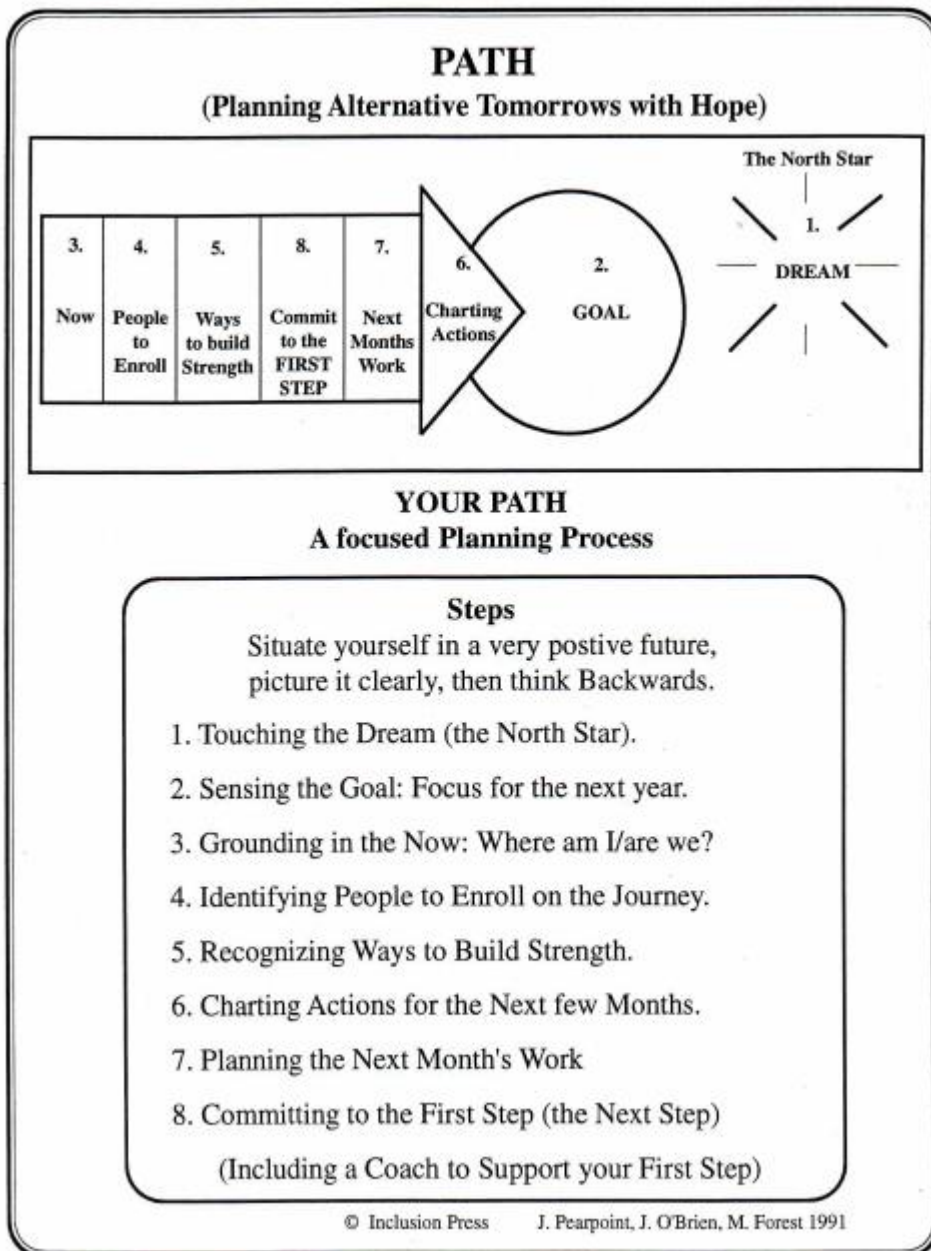 PATH
(Planning Alternative Tomorrows with Hope)
The North Star
1.
DREAM
3.
Now
4.
People
to
Enroll
5.
Ways
to build
Strength
8.
Commit
to the
FIRST
STEP
7.
Next
Months
Work
6.
Charting
Actions
2.
GOAL
YOUR PATH
A focused Planning Process
Steps
Situate yourself in a very postive future,
picture it clearly, then think Backwards.
1. Touching the Dream (the North Star).
2. Sensing the Goal: Focus for the next year.
3. Grounding in the Now: Where am I/are we?
4. Identifying People to Enroll on the Journey.
5. Recognizing Ways to Build Strength.
6. Charting Actions for the Next few Months.
7. Planning the Next Month's Work
8. Committing to the First Step (the Next Step)
(Including a Coach to Support your First Step)
© Inclusion Press J. Pearpoint, J. O'Brien, M. Forest 1991